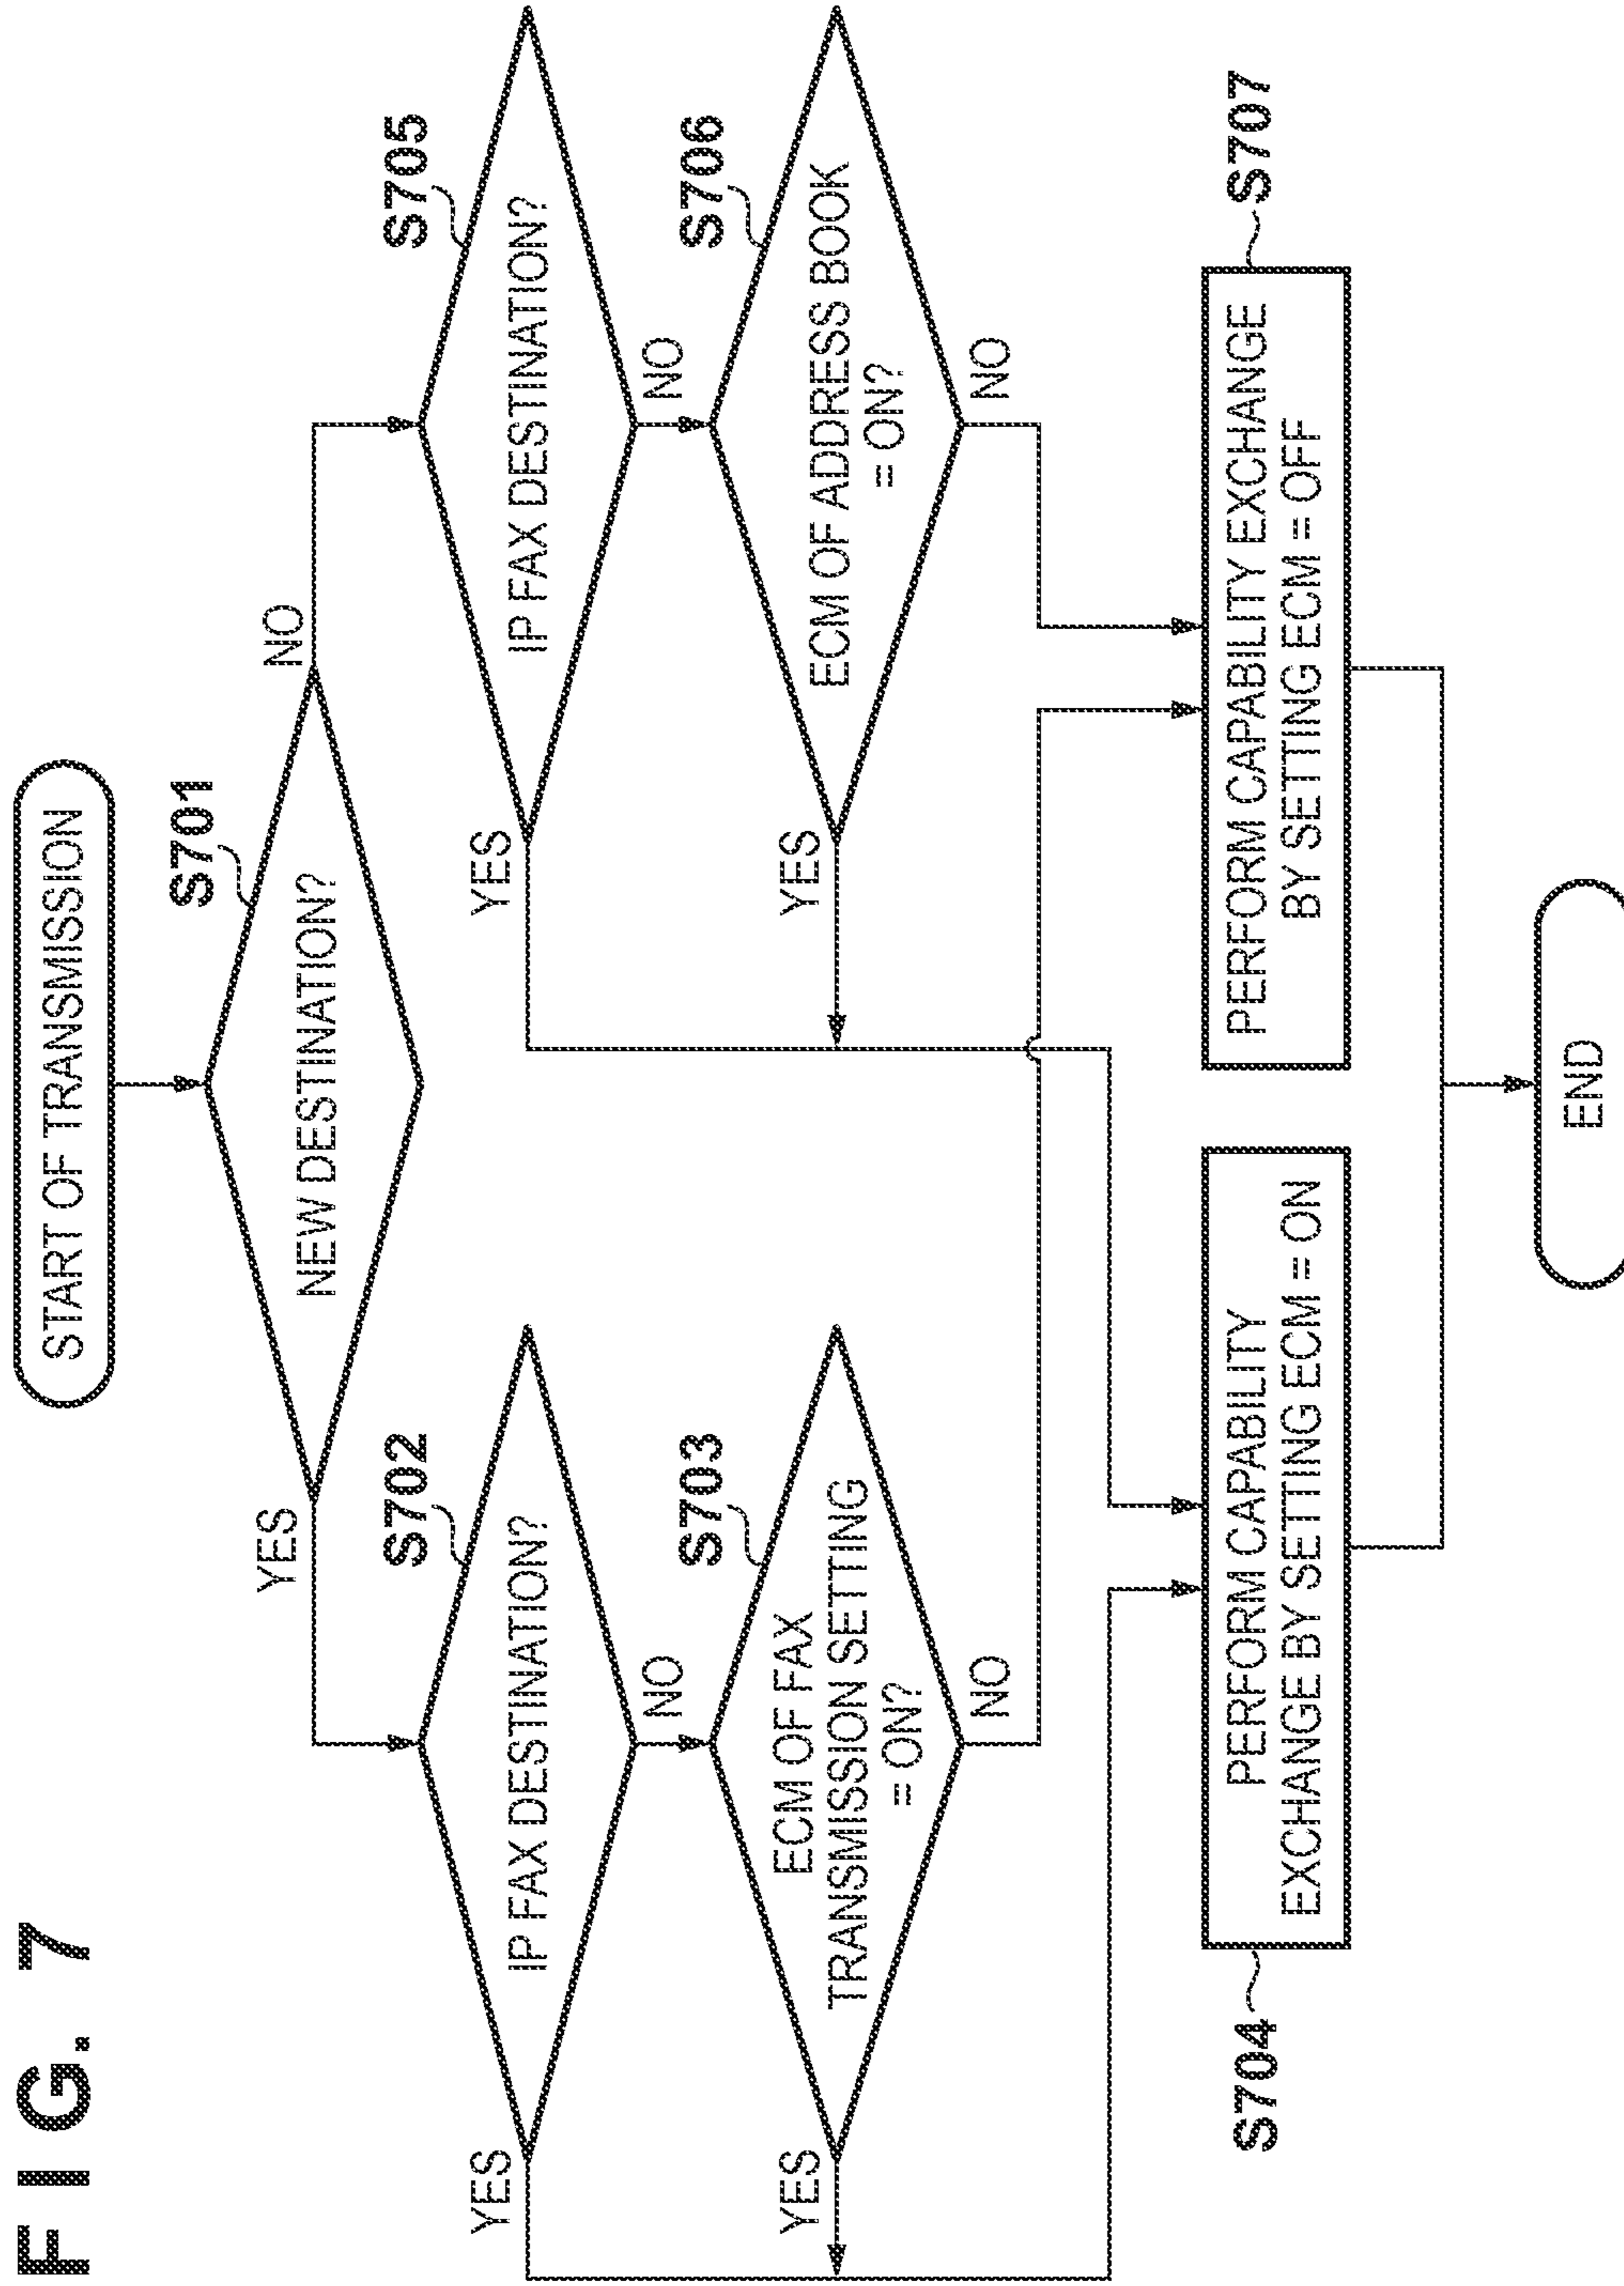 FIG. 7
START OF TRANSMISSION
S701
NEW DESTINATION?
YES
NO
S702
IP FAX DESTINATION?
YES
NO
S703
ECM OF FAX
TRANSMISSION SETTING
= ON?
YES
NO
S705
IP FAX DESTINATION?
YES
NO
S706
ECM OF ADDRESS BOOK
= ON?
YES
NO
S704
PERFORM CAPABILITY
EXCHANGE BY SETTING ECM = ON
S707
PERFORM CAPABILITY EXCHANGE
BY SETTING ECM = OFF
END